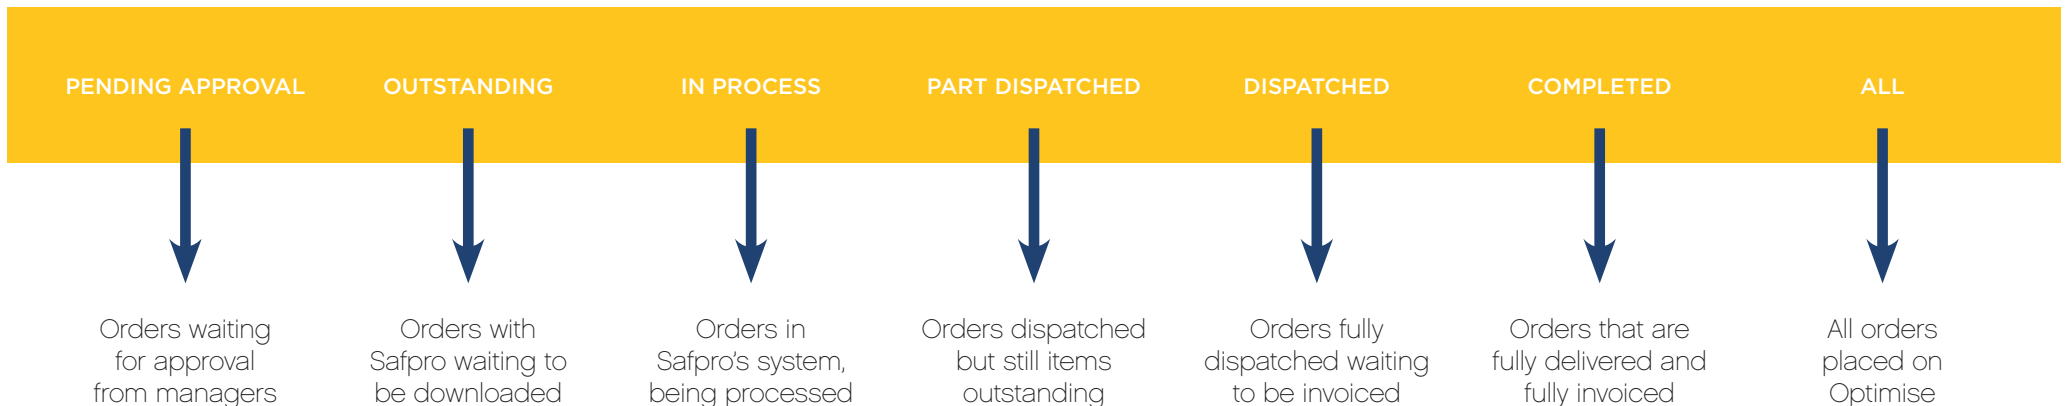 PENDING APPROVAL
OUTSTANDING
IN PROCESS
PART DISPATCHED
DISPATCHED
COMPLETED
ALL
Orders waiting
for approval
from managers
Orders with
Safpro waiting to
be downloaded
Orders in
Safpro’s system,
being processed
Orders dispatched
but still items
outstanding
Orders fully
dispatched waiting
to be invoiced
Orders that are
fully delivered and
fully invoiced
All orders
placed on
Optimise